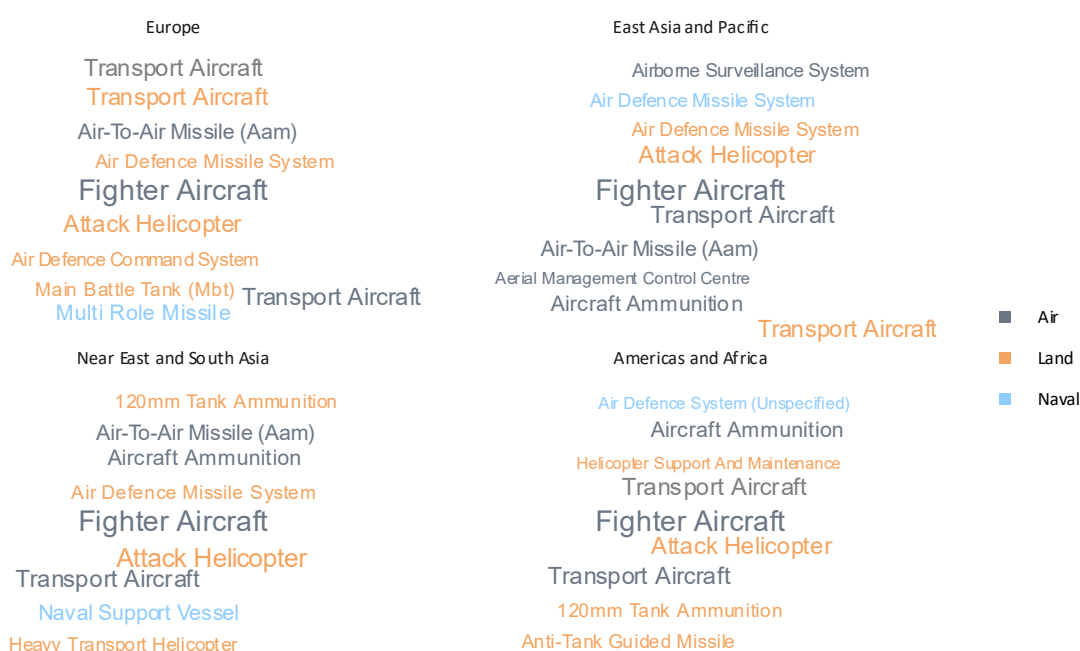 Europe
Transport Aircraft
Transport Aircraft
Air-To-Air Missile (Aam)
Air Defence Missile System
Fighter Aircraft
Attack Helicopter
Air Defence Command System
Main Battle Tank (Mbt)
Transport Aircraft
Multi Role Missile
East Asia and Pacific
Airborne Surveillance System
Air Defence Missile System
Air Defence Missile System
Attack Helicopter
Fighter Aircraft
Transport Aircraft
Air-To-Air Missile (Aam)
Aerial Management Control Centre
Aircraft Ammunition
Transport Aircraft
Near East and South Asia
120mm Tank Ammunition
Air-To-Air Missile (Aam)
Aircraft Ammunition
Air Defence Missile System
Fighter Aircraft
Attack Helicopter
Transport Aircraft
Naval Support Vessel
Heavy Transport Helicopter
Americas and Africa
Air Defence System (Unspecified)
Aircraft Ammunition
Helicopter Support And Maintenance
Transport Aircraft
Fighter Aircraft
Attack Helicopter
Transport Aircraft
120mm Tank Ammunition
Anti-Tank Guided Missile
Air
Land
Naval